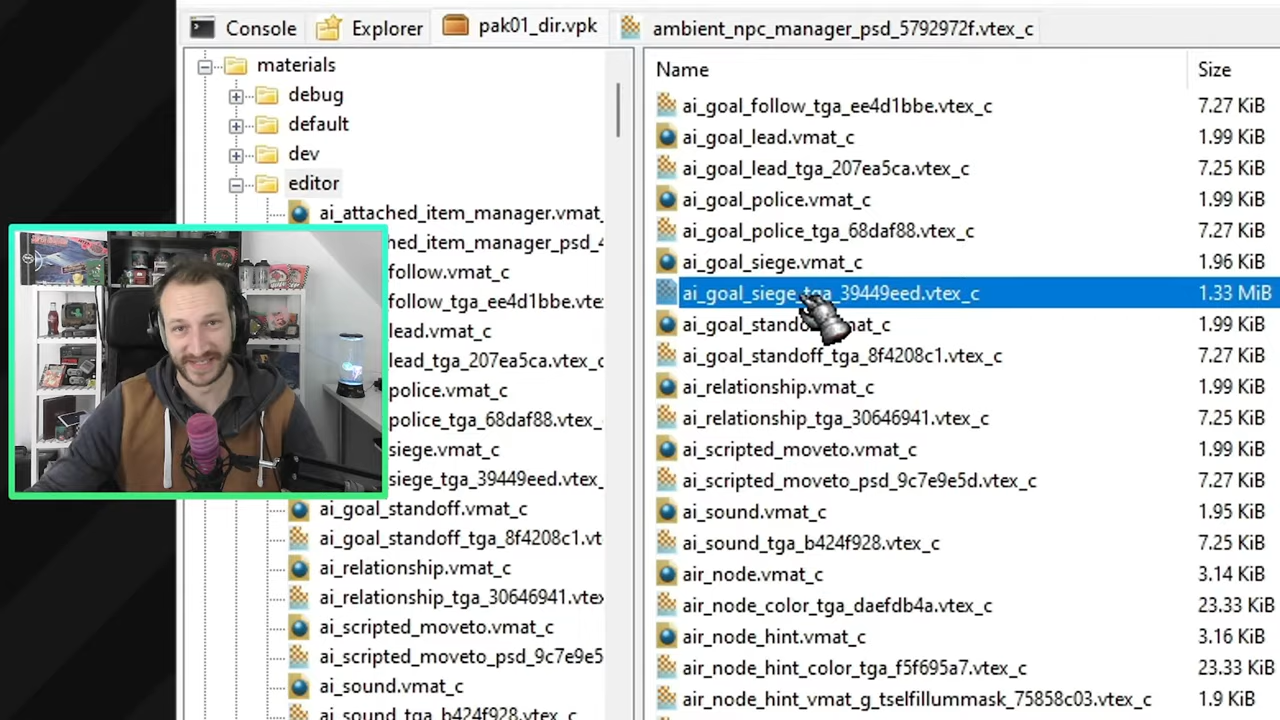 Console
Explorer
pak01_dir.vpk
ambient_npc_manager_psd_5792972f.vtex_c
materials
debug
default
dev
editor
ai_attached_item_manager.vmat_
hed_item_manager_psd_4
follow.vmat_c
follow_tga_ee4d1bbe.vte
lead.vmat_c
lead_tga_207ea5ca.vtex_
police.vmat_c
police_tga_68daf88.vtex_
siege.vmat_c
siege_tga_39449eed.vtex_
ai_goal_standoff.vmat_c
ai_goal_standoff_tga_8f4208c1.vt
ai_relationship.vmat_c
ai_relationship_tga_30646941.vtex
ai_scripted_moveto.vmat_c
ai_scripted_moveto_psd_9c7e9e5
ai_sound.vmat_c
ai_sound_tga_b424f928.vtex_c
Name Size
ai_goal_follow_tga_ee4d1bbe.vtex_c 7.27 KiB
ai_goal_lead.vmat_c 1.99 KiB
ai_goal_lead_tga_207ea5ca.vtex_c 7.25 KiB
ai_goal_police.vmat_c 1.99 KiB
ai_goal_police_tga_68daf88.vtex_c 7.27 KiB
ai_goal_siege.vmat_c 1.96 KiB
ai_goal_siege_tga_39449eed.vtex_c 1.33 MiB
ai_goal_stando mat_c 1.99 KiB
ai_goal_standoff_tga_8f4208c1.vtex_c 7.27 KiB
ai_relationship.vmat_c 1.99 KiB
ai_relationship_tga_30646941.vtex_c 7.25 KiB
ai_scripted_moveto.vmat_c 1.99 KiB
ai_scripted_moveto_psd_9c7e9e5d.vtex_c 7.27 KiB
ai_sound.vmat_c 1.95 KiB
ai_sound_tga_b424f928.vtex_c 7.25 KiB
air_node.vmat_c 3.14 KiB
air_node_color_tga_daefdb4a.vtex_c 23.33 KiB
air_node_hint.vmat_c 3.16 KiB
air_node_hint_color_tga_f5f695a7.vtex_c 23.33 KiB
air_node_hint_vmat_g_tselfillummask_75858c03.vtex_c 1.9 KiB